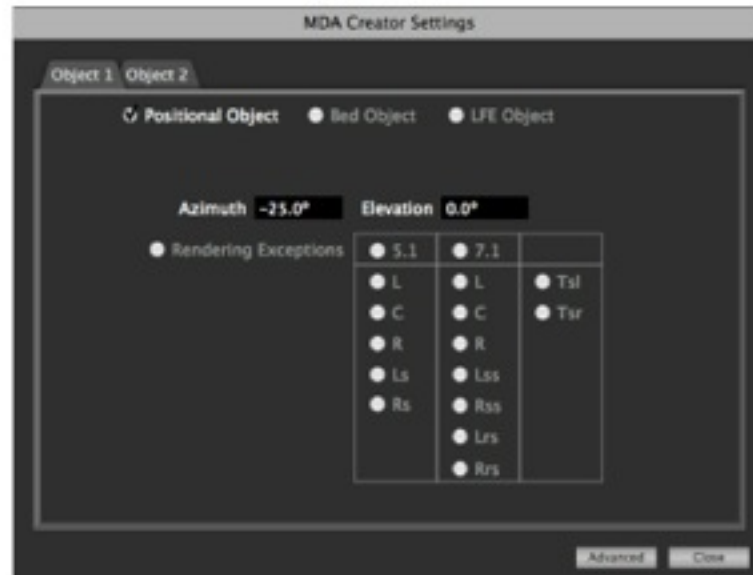 MDA Creator Settings
Object 1 Object 2
Positional Object Bed Object LFE Object
Azimuth -25.0° Elevation 0.0°
Rendering Exceptions 5.1 7.1
L L Tsl
C C Tsr
R R
Ls Lss
Rs Rss
Lrs
Rrs
Advanced Close